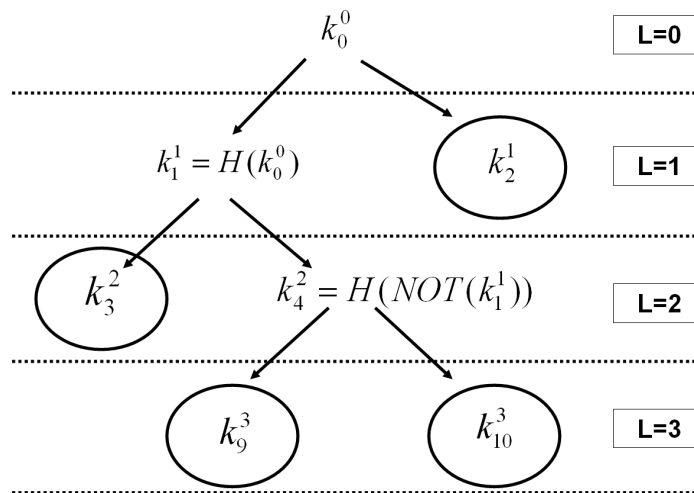 k_0^0
L=0
k_1^1 = H(k_0^0)
k_2^1
L=1
k_3^2
k_4^2 = H(NOT(k_1^1))
L=2
k_9^3
k_10^3
L=3